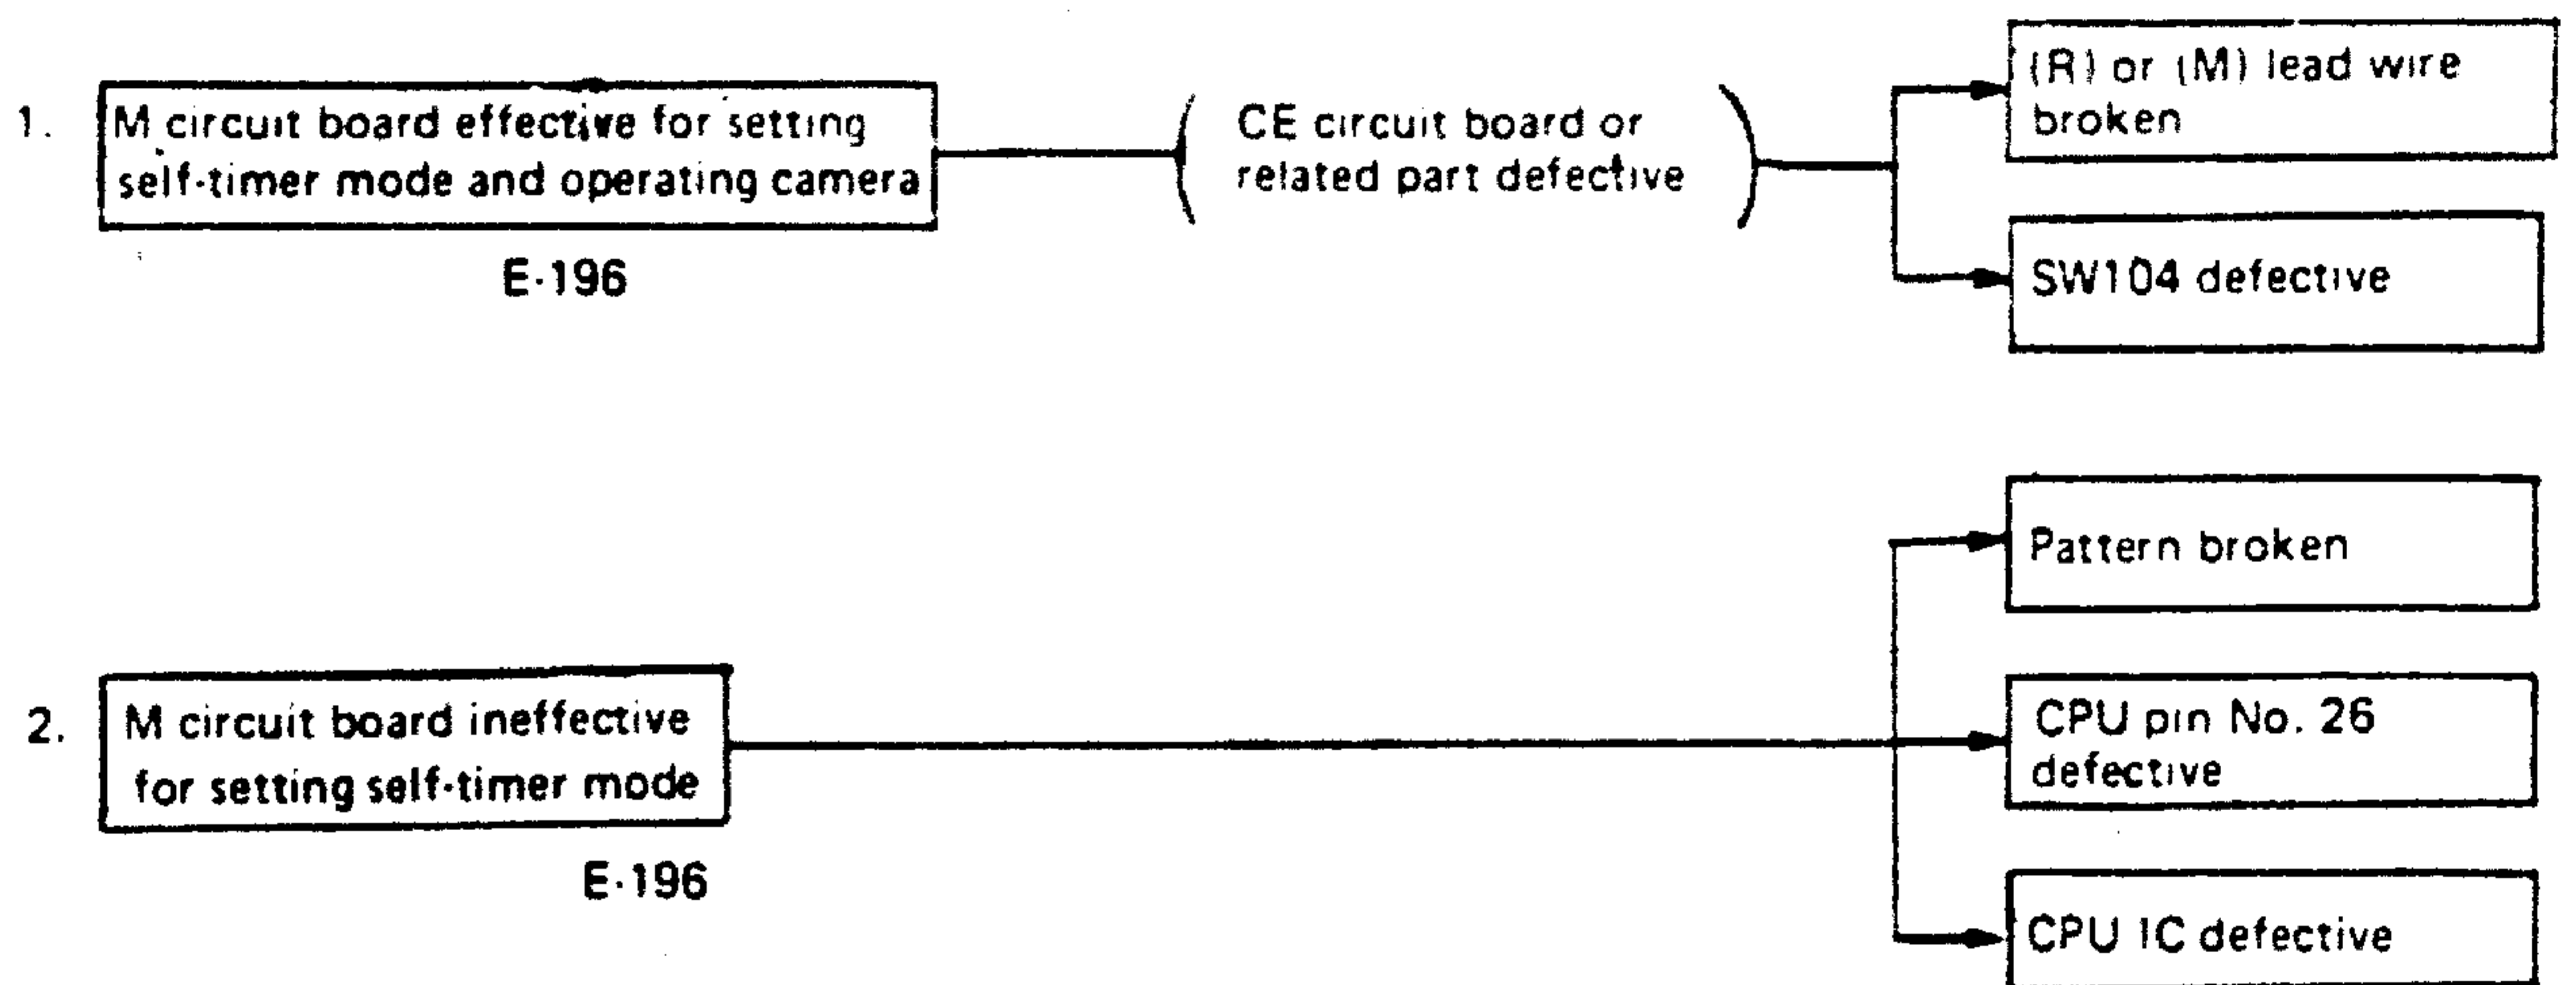 1. M circuit board effective for setting
self-timer mode and operating camera
E-196
CE circuit board or
related part defective
(R) or (M) lead wire
broken
SW104 defective
2. M circuit board ineffective
for setting self-timer mode
E-196
Pattern broken
CPU pin No. 26
defective
CPU IC defective